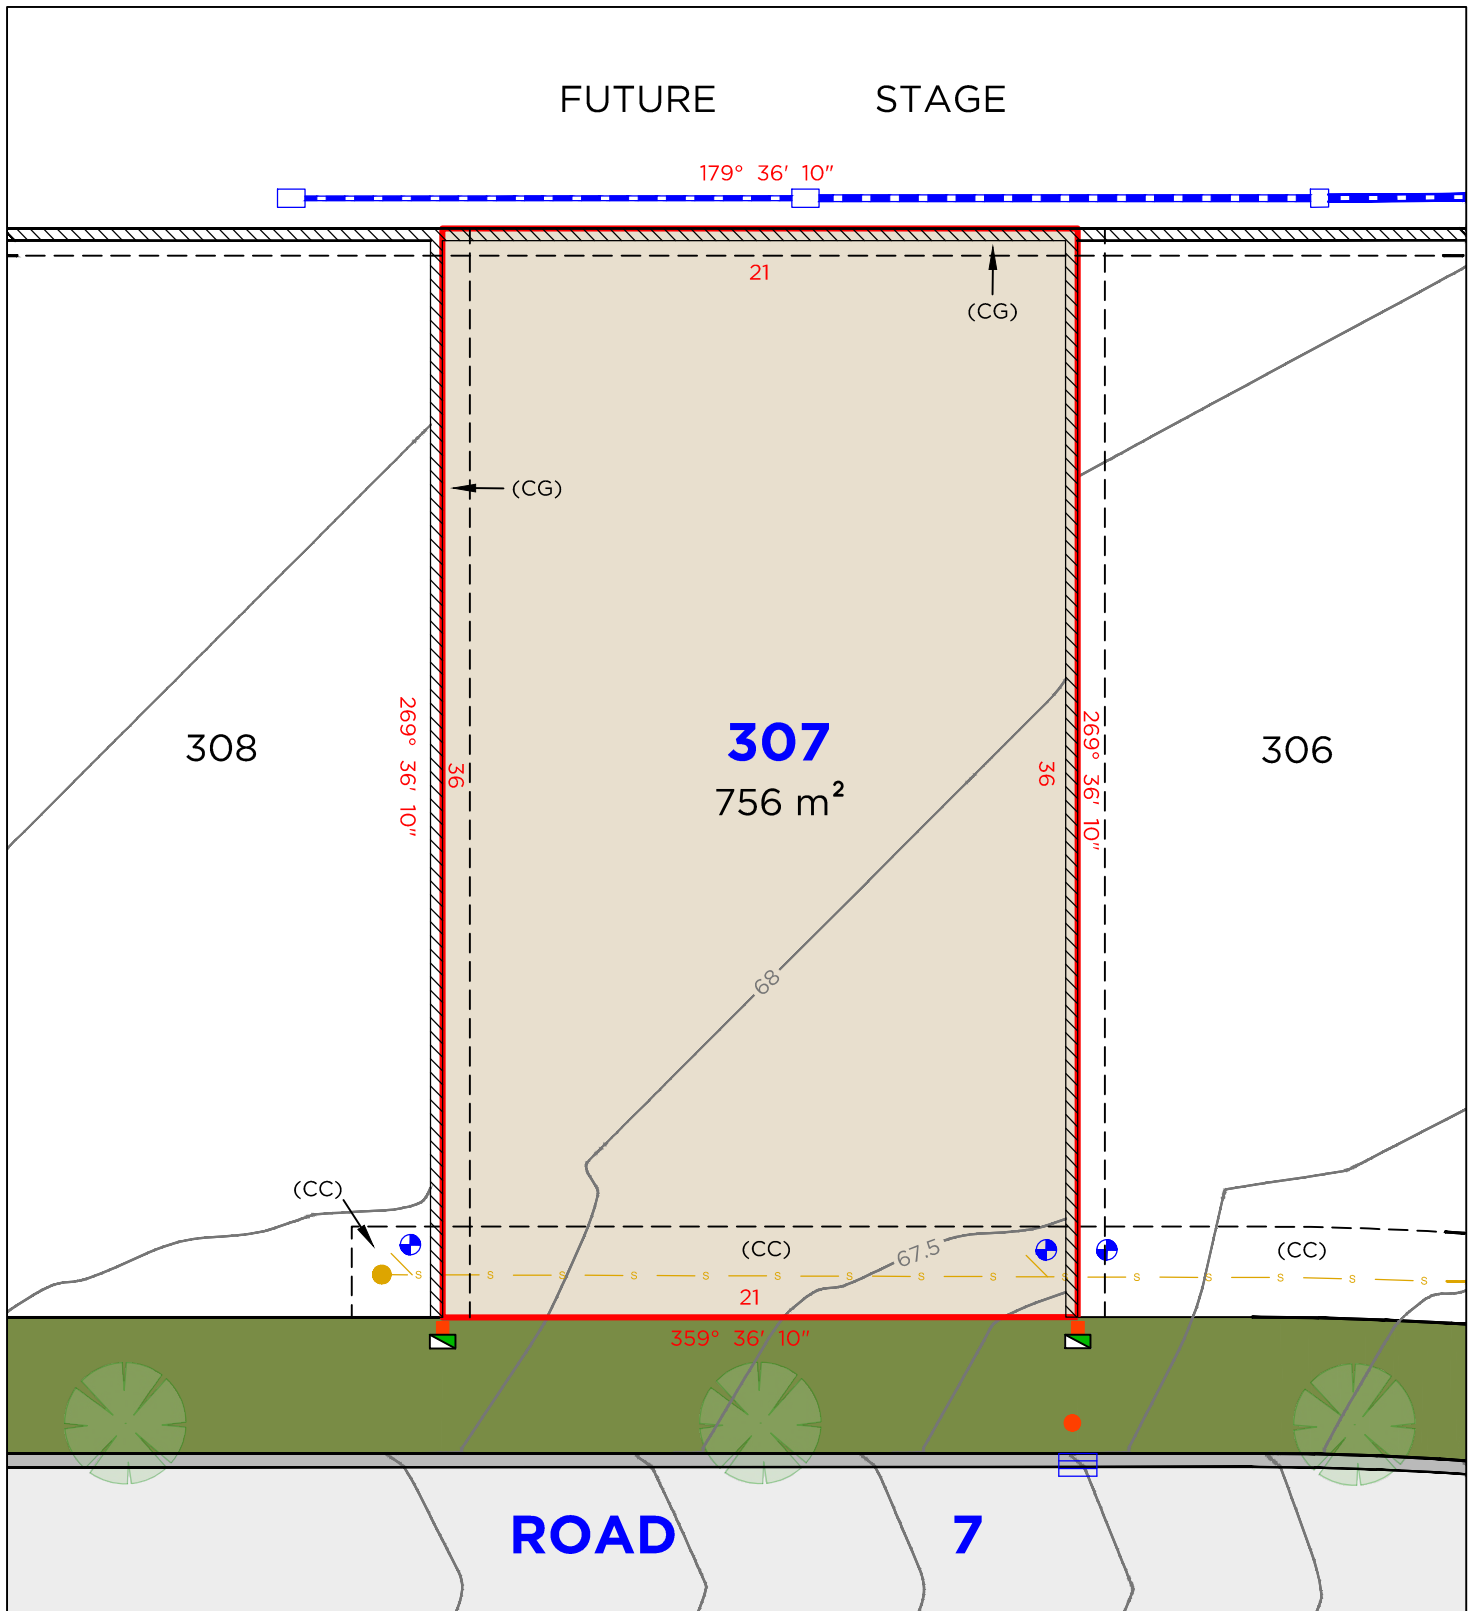 FUTURE STAGE
179° 36' 10"
21
(CG)
(CG)
269° 36' 10"
36
308
307
756 m²
36
269° 36' 10"
306
68
(CC)
(CC)
67.5
(CC)
S S S S S S S S S S S S S S S
21
359° 36' 10"
ROAD 7